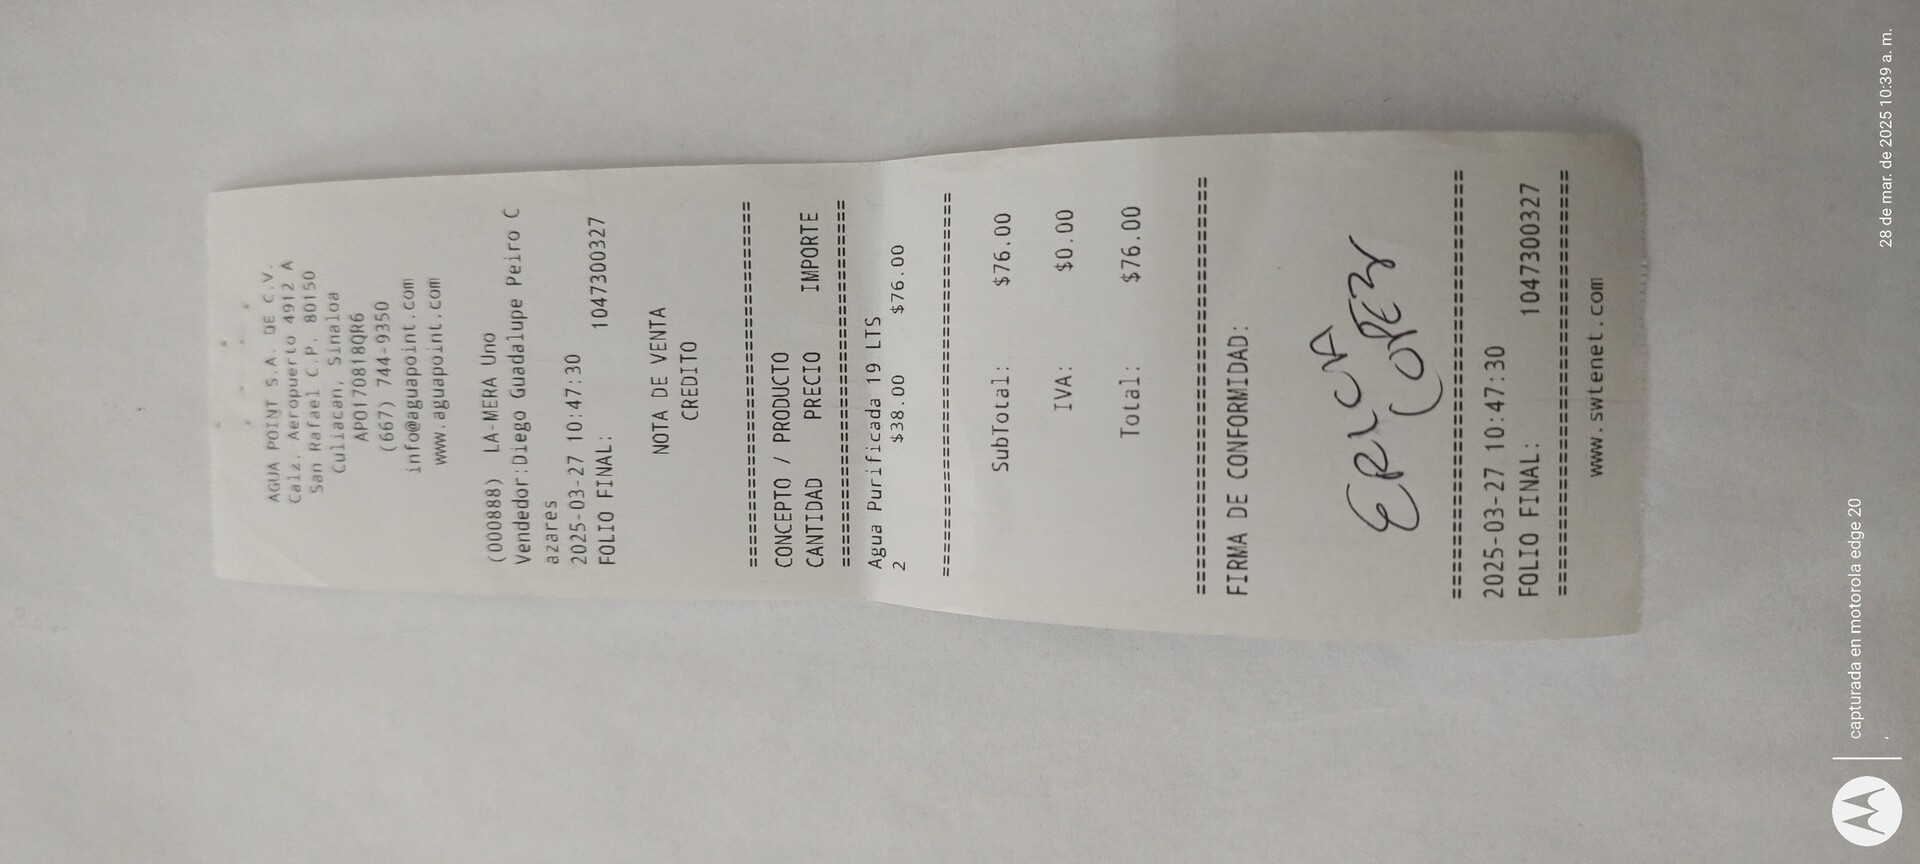 AGUA POINT S.A. DE C.V.
Calz. Aeropuerto 4912 A
San Rafael C.P. 80150
Culiacan, Sinaloa
APO170818QR6
(667) 744-9350
info@aguapoint.com
www.aguapoint.com
(000888) LA-MERA Uno
Vendedor:Diego Guadalupe Peiro C
azares
2025-03-27 10:47:30
FOLIO FINAL: 1047300327
NOTA DE VENTA
CREDITO
================================
CONCEPTO / PRODUCTO
CANTIDAD PRECIO IMPORTE
================================
Agua Purificada 19 LTS
2 $38.00 $76.00
================================
SubTotal: $76.00
IVA: $0.00
Total: $76.00
================================
FIRMA DE CONFORMIDAD:
ERICA
LOPEZ
================================
2025-03-27 10:47:30
FOLIO FINAL: 1047300327
================================
www.swtenet.com
capturada en motorola edge 20
28 de mar. de 2025 10:39 a. m.